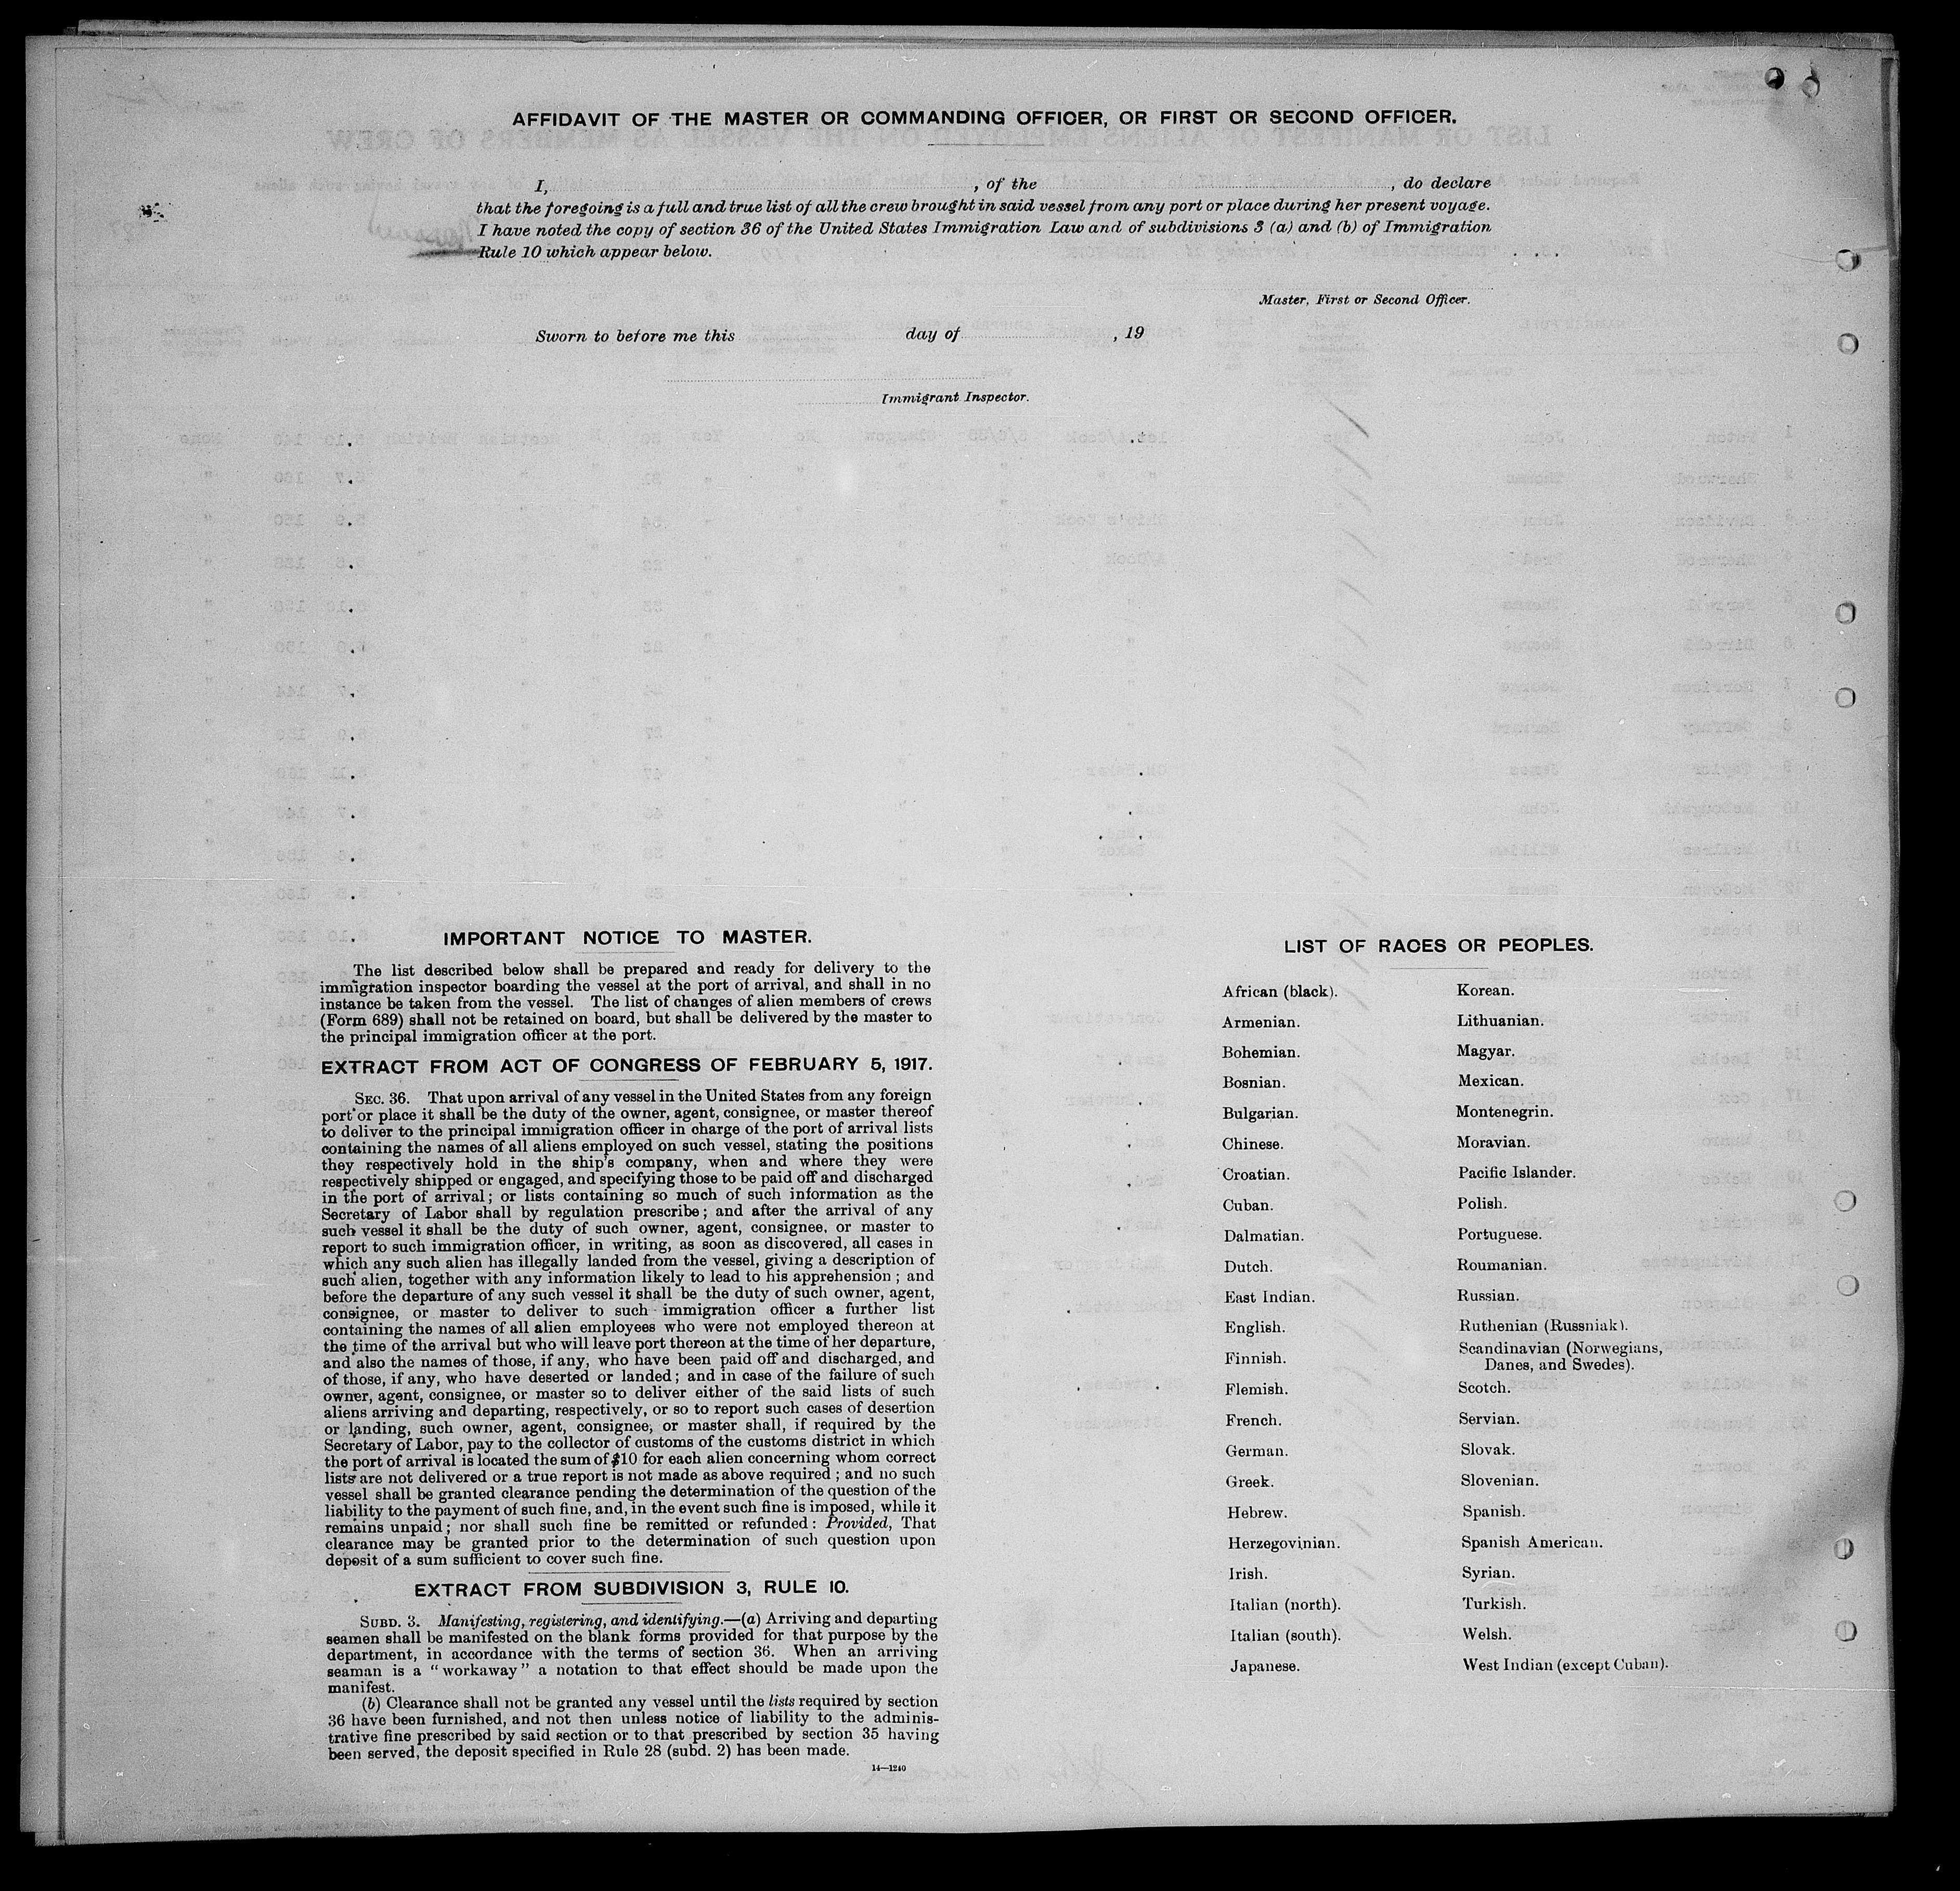 AFFIDAVIT OF THE MASTER OR COMMANDING OFFICER, OR FIRST OR SECOND OFFICER.
I, , of the , do declare
that the foregoing is a full and true list of all the crew brought in said vessel from any port or place during her present voyage.
I have noted the copy of section 36 of the United States Immigration Law and of subdivisions 3 (a) and (b) of Immigration
Rule 10 which appear below.
Master, First or Second Officer.
Sworn to before me this day of , 19
Immigrant Inspector.
IMPORTANT NOTICE TO MASTER.
The list described below shall be prepared and ready for delivery to the
immigration inspector boarding the vessel at the port of arrival, and shall in no
instance be taken from the vessel. The list of changes of alien members of crews
(Form 689) shall not be retained on board, but shall be delivered by the master to
the principal immigration officer at the port.
EXTRACT FROM ACT OF CONGRESS OF FEBRUARY 5, 1917.
SEC. 36. That upon arrival of any vessel in the United States from any foreign
port or place it shall be the duty of the owner, agent, consignee, or master thereof
to deliver to the principal immigration officer in charge of the port of arrival lists
containing the names of all aliens employed on such vessel, stating the positions
they respectively hold in the ship's company, when and where they were
respectively shipped or engaged, and specifying those to be paid off and discharged
in the port of arrival; or lists containing so much of such information as the
Secretary of Labor shall by regulation prescribe; and after the arrival of any
such vessel it shall be the duty of such owner, agent, consignee, or master to
report to such immigration officer, in writing, as soon as discovered, all cases in
which any such alien has illegally landed from the vessel, giving a description of
such alien, together with any information likely to lead to his apprehension; and
before the departure of any such vessel it shall be the duty of such owner, agent,
consignee, or master to deliver to such immigration officer a further list
containing the names of all alien employees who were not employed thereon at
the time of the arrival but who will leave port thereon at the time of her departure,
and also the names of those, if any, who have been paid off and discharged, and
of those, if any, who have deserted or landed; and in case of the failure of such
owner, agent, consignee, or master so to deliver either of the said lists of such
aliens arriving and departing, respectively, or so to report such cases of desertion
or landing, such owner, agent, consignee, or master shall, if required by the
Secretary of Labor, pay to the collector of customs of the customs district in which
the port of arrival is located the sum of $10 for each alien concerning whom correct
lists are not delivered or a true report is not made as above required; and no such
vessel shall be granted clearance pending the determination of the question of the
liability to the payment of such fine, and, in the event such fine is imposed, while it
remains unpaid; nor shall such fine be remitted or refunded: Provided, That
clearance may be granted prior to the determination of such question upon
deposit of a sum sufficient to cover such fine.
EXTRACT FROM SUBDIVISION 3, RULE 10.
SUBD. 3. Manifesting, registering, and identifying.—(a) Arriving and departing
seamen shall be manifested on the blank forms provided for that purpose by the
department, in accordance with the terms of section 36. When an arriving
seaman is a "workaway" a notation to that effect should be made upon the
manifest.
(b) Clearance shall not be granted any vessel until the lists required by section
36 have been furnished, and not then unless notice of liability to the adminis-
trative fine prescribed by said section or to that prescribed by section 35 having
been served, the deposit specified in Rule 28 (subd. 2) has been made.
14—1240
LIST OF RACES OR PEOPLES.
African (black).
Armenian.
Bohemian.
Bosnian.
Bulgarian.
Chinese.
Croatian.
Cuban.
Dalmatian.
Dutch.
East Indian.
English.
Finnish.
Flemish.
French.
German.
Greek.
Hebrew.
Herzegovinian.
Irish.
Italian (north).
Italian (south).
Japanese.
Korean.
Lithuanian.
Magyar.
Mexican.
Montenegrin.
Moravian.
Pacific Islander.
Polish.
Portuguese.
Roumanian.
Russian.
Ruthenian (Russniak).
Scandinavian (Norwegians,
Danes, and Swedes).
Scotch.
Servian.
Slovak.
Slovenian.
Spanish.
Spanish American.
Syrian.
Turkish.
Welsh.
West Indian (except Cuban).